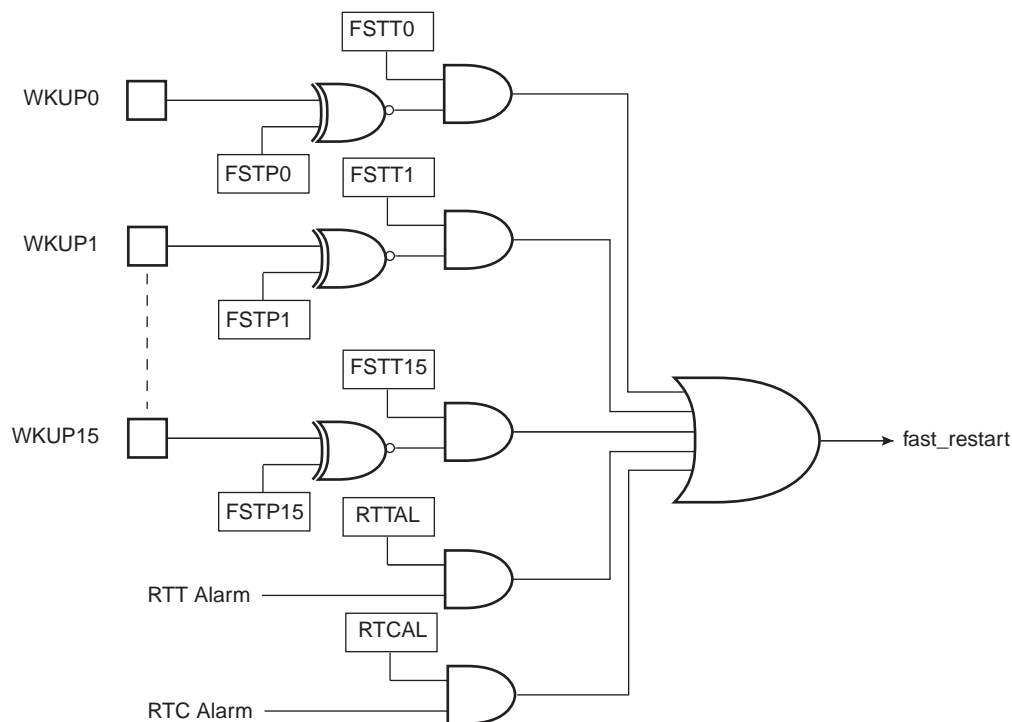 FSTT0
WKUP0
FSTP0
FSTT1
WKUP1
FSTP1
FSTT15
WKUP15
fast_restart
FSTP15
RTTAL
RTT Alarm
RTCAL
RTC Alarm